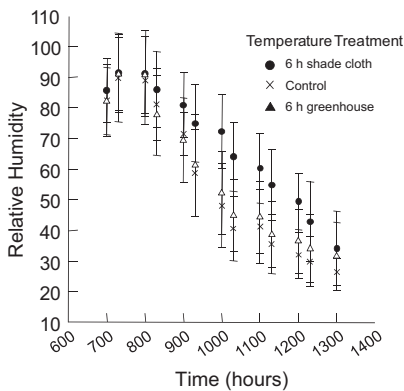 110
100
90
80
70
60
50
40
30
20
10
Relative Humidity
Temperature Treatment
6 h shade cloth
Control
6 h greenhouse
600 700 800 900 1000 1100 1200 1300 1400
Time (hours)